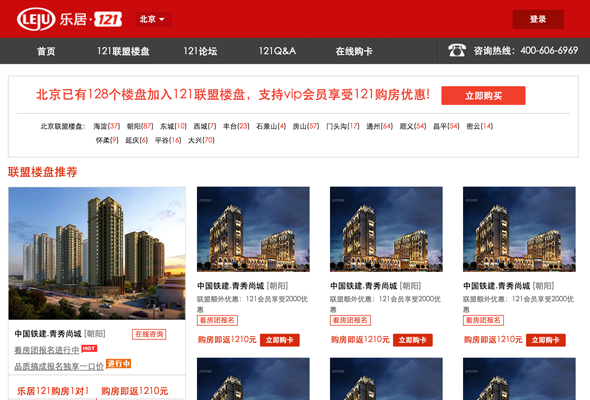 LEJU 乐居·121 北京 登录
首页 121联盟楼盘 121论坛 121Q&A 在线购卡 咨询热线：400-606-6969
北京已有128个楼盘加入121联盟楼盘，支持vip会员享受121购房优惠! 立即购买
北京联盟楼盘： 海淀(37) 朝阳(87) 东城(10) 西城(7) 丰台(23) 石景山(4) 房山(57) 门头沟(17) 通州(64) 顺义(54) 昌平(54) 密云(14)
怀柔(9) 延庆(6) 平谷(16) 大兴(70)
联盟楼盘推荐
中国铁建.青秀尚城 [朝阳] 在线咨询
看房团报名进行中 HOT
品质搞成报名独享一口价 进行中
乐居121购房1对1 购房即返1210元
中国铁建.青秀尚城 [朝阳]
联盟额外优惠：121会员享受2000优
惠
看房团报名
购房即返1210元 立即购卡
中国铁建.青秀尚城 [朝阳]
联盟额外优惠：121会员享受2000优
惠
看房团报名
购房即返1210元 立即购卡
中国铁建.青秀尚城 [朝阳]
联盟额外优惠：121会员享受2000优
惠
看房团报名
购房即返1210元 立即购卡